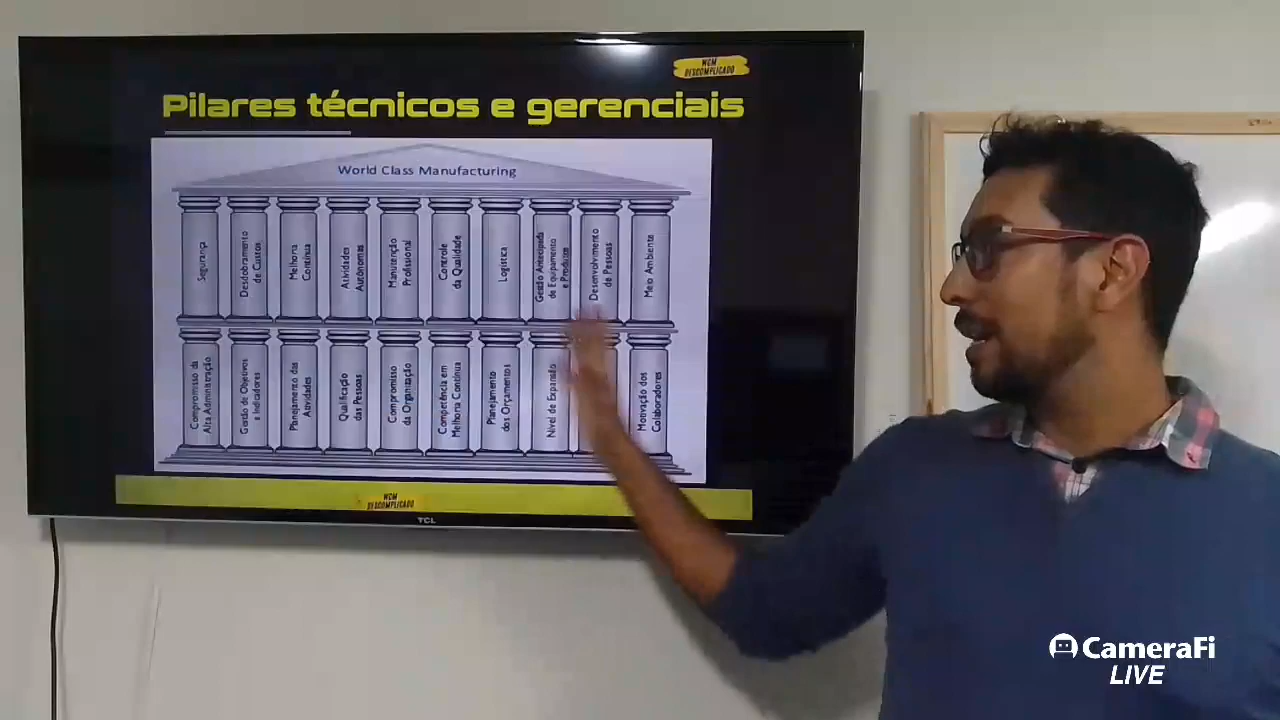 WCM
DESCOMPLICADO
Pilares técnicos e gerenciais
World Class Manufacturing
Segurança
Desdobramento
de Custos
Melhoria
Contínua
Atividades
Autônomas
Manutenção
Profissional
Controle
da Qualidade
Logística
Gestão Antecipada
de Equipamento
e Produtos
Desenvolvimento
de Pessoas
Meio Ambiente
Compromisso da
Alta Administração
Gestão de Objetivos
e Indicadores
Planejamento das
Atividades
Qualificação
das Pessoas
Compromisso
da Organização
Competência em
Melhoria Contínua
Planejamento
dos Orçamentos
Nível de Expansão
Motivação dos
Colaboradores
WCM
DESCOMPLICADO
TCL
CameraFi
LIVE